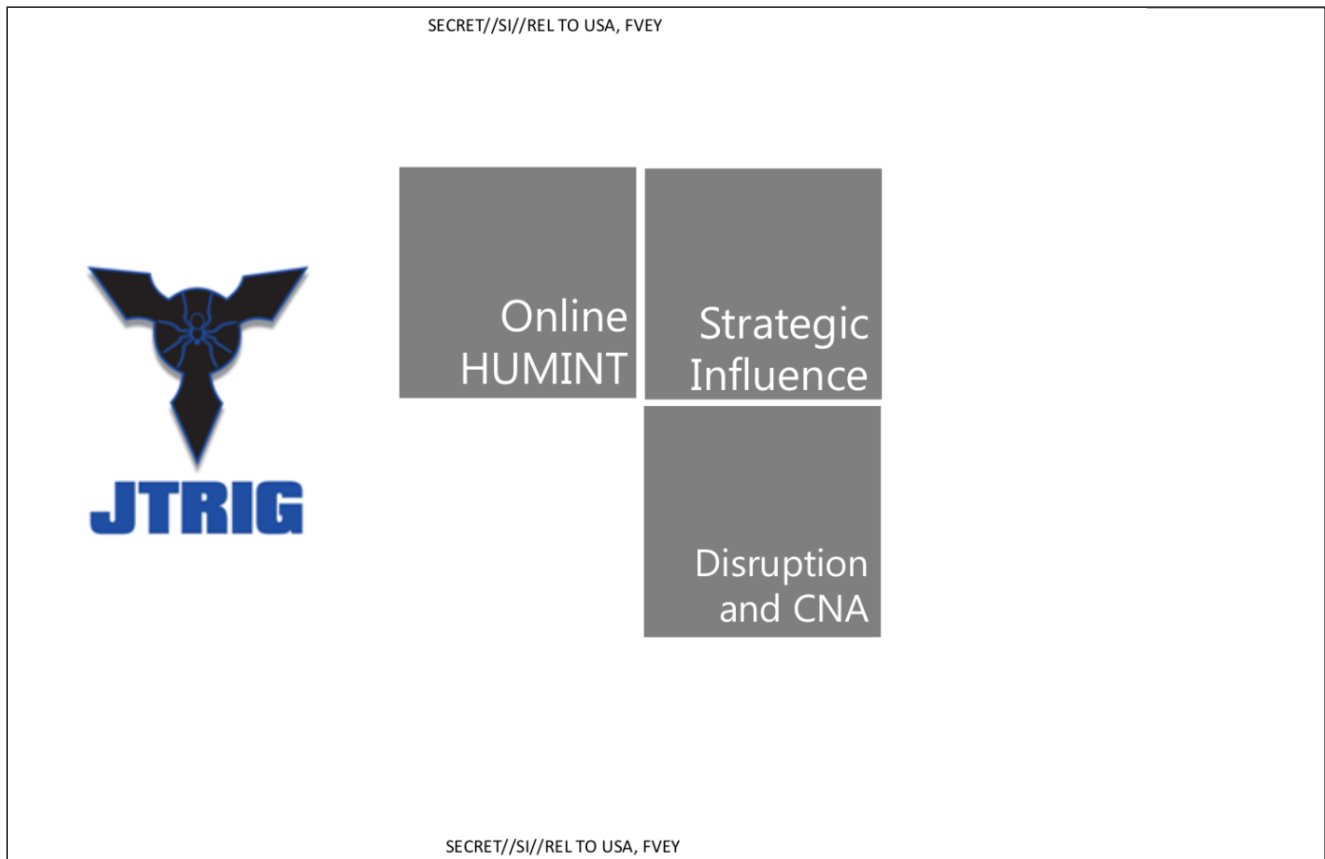 SECRET//SI//REL TO USA, FVEY
Online
HUMINT
Strategic
Influence
JTRIG
Disruption
and CNA
SECRET//SI//REL TO USA, FVEY